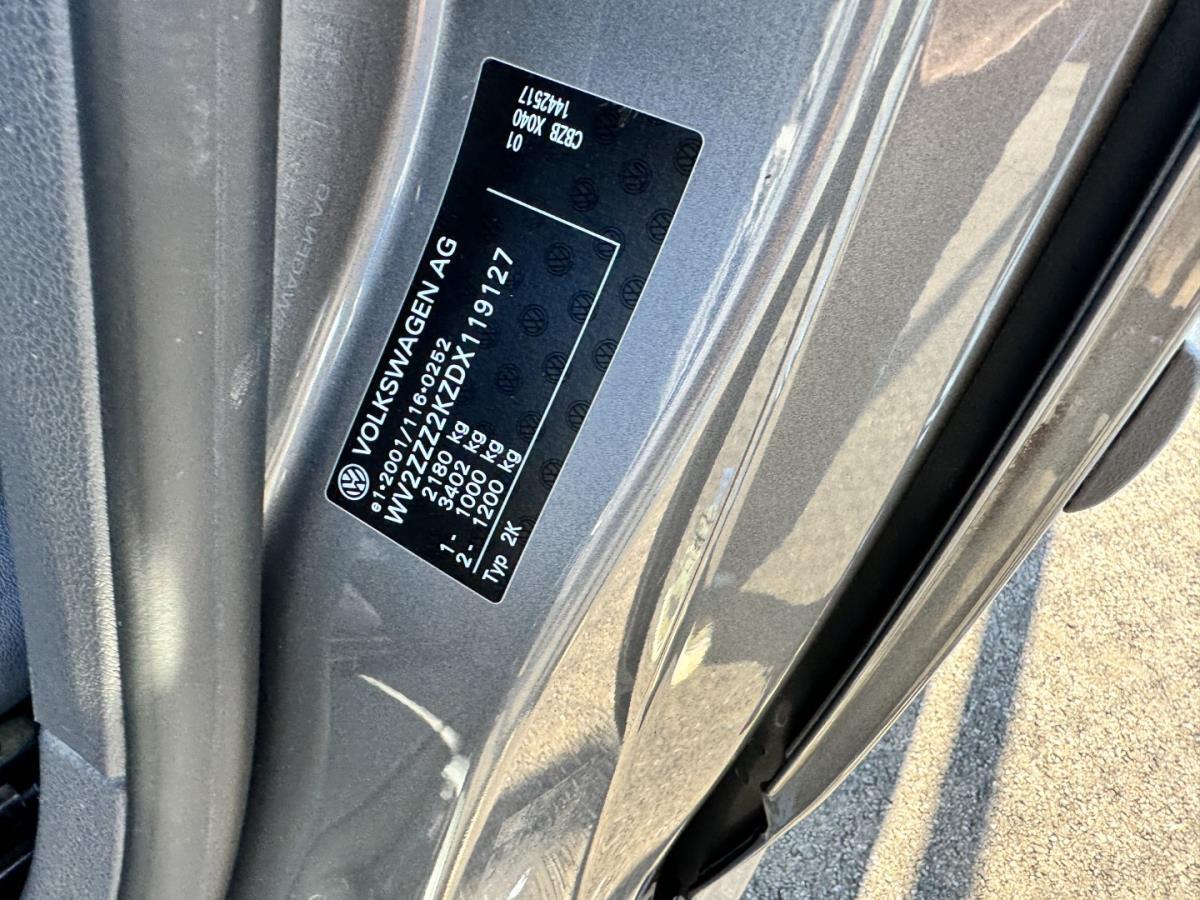 VOLKSWAGEN AG
e1*2001/116*0252
WV2ZZZ2KZDX119127
2180 kg
3402 kg
1- 1000 kg
2- 1200 kg
Typ 2K
01
CBZB X040
1442517